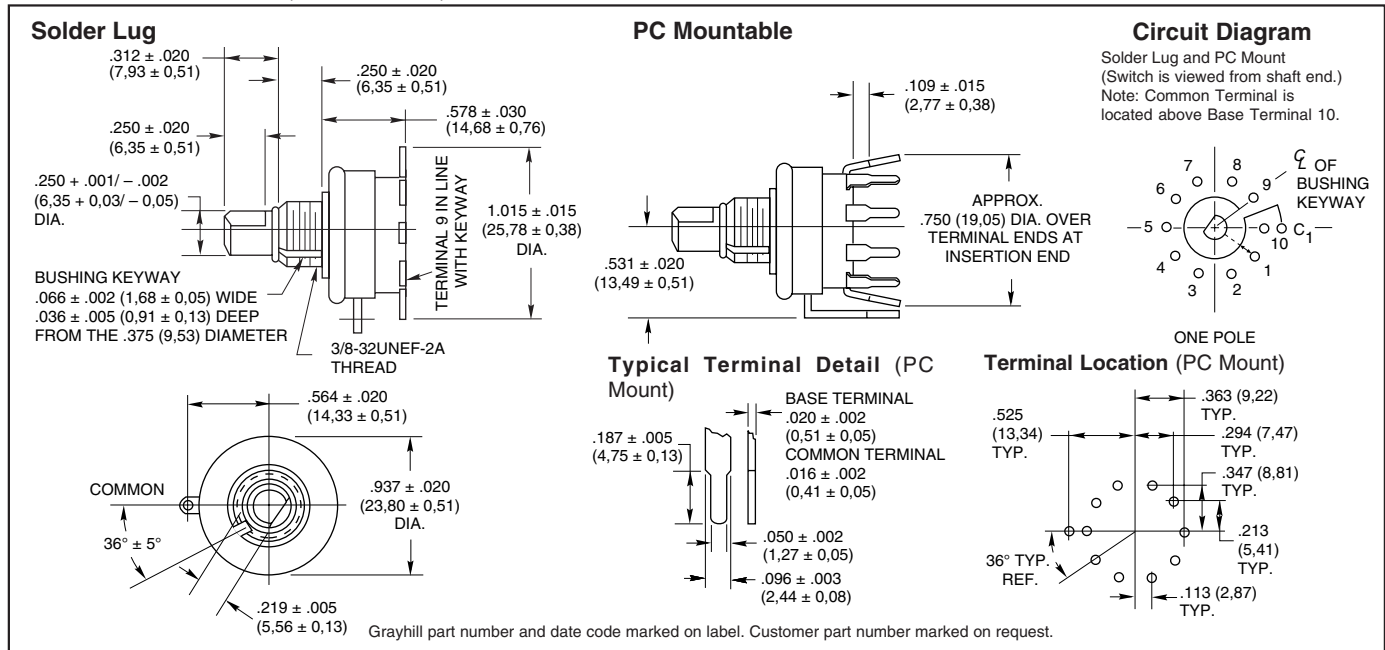 Solder Lug
.312 ± .020
(7,93 ± 0,51)
.250 ± .020
(6,35 ± 0,51)
.578 ± .030
(14,68 ± 0,76)
.250 ± .020
(6,35 ± 0,51)
.250 + .001/ – .002
(6,35 + 0,03/ – 0,05)
DIA.
TERMINAL 9 IN LINE
WITH KEYWAY
1.015 ± .015
(25,78 ± 0,38)
DIA.
BUSHING KEYWAY
.066 ± .002 (1,68 ± 0,05) WIDE
.036 ± .005 (0,91 ± 0,13) DEEP
FROM THE .375 (9,53) DIAMETER
3/8-32UNEF-2A
THREAD
.564 ± .020
(14,33 ± 0,51)
COMMON
.937 ± .020
(23,80 ± 0,51)
DIA.
36° ± 5°
.219 ± .005
(5,56 ± 0,13)
PC Mountable
.109 ± .015
(2,77 ± 0,38)
APPROX.
.750 (19,05) DIA. OVER
TERMINAL ENDS AT
INSERTION END
.531 ± .020
(13,49 ± 0,51)
Typical Terminal Detail (PC
Mount)
BASE TERMINAL
.020 ± .002
(0,51 ± 0,05)
COMMON TERMINAL
.016 ± .002
(0,41 ± 0,05)
.187 ± .005
(4,75 ± 0,13)
.050 ± .002
(1,27 ± 0,05)
.096 ± .003
(2,44 ± 0,08)
Circuit Diagram
Solder Lug and PC Mount
(Switch is viewed from shaft end.)
Note: Common Terminal is
located above Base Terminal 10.
7 8
6 9
5 10 C1
4 1
3 2
℄ OF
BUSHING
KEYWAY
ONE POLE
Terminal Location (PC Mount)
.363 (9,22)
TYP.
.525
(13,34)
TYP.
.294 (7,47)
TYP.
.347 (8,81)
TYP.
.213
(5,41)
TYP.
36° TYP.
REF.
.113 (2,87)
TYP.
Grayhill part number and date code marked on label. Customer part number marked on request.